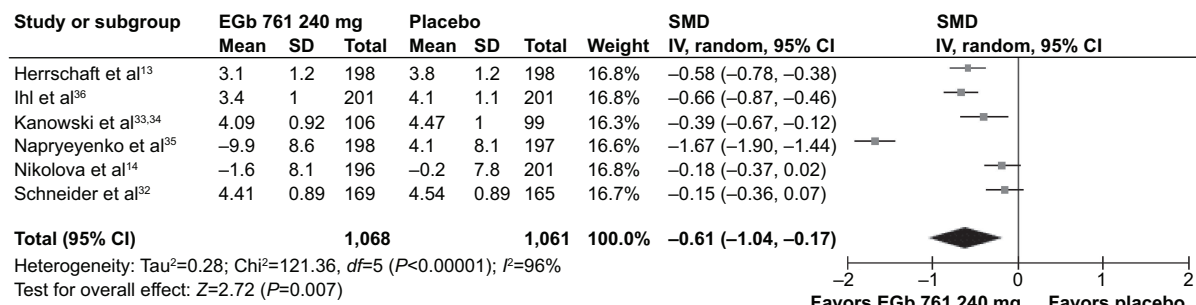 Study or subgroup EGb 761 240 mg Placebo SMD SMD
Mean SD Total Mean SD Total Weight IV, random, 95% CI IV, random, 95% CI
Herrschaft et al¹³ 3.1 1.2 198 3.8 1.2 198 16.8% –0.58 (–0.78, –0.38)
Ihl et al³⁶ 3.4 1 201 4.1 1.1 201 16.8% –0.66 (–0.87, –0.46)
Kanowski et al³³,³⁴ 4.09 0.92 106 4.47 1 99 16.3% –0.39 (–0.67, –0.12)
Napryeyenko et al³⁵ –9.9 8.6 198 4.1 8.1 197 16.6% –1.67 (–1.90, –1.44)
Nikolova et al¹⁴ –1.6 8.1 196 –0.2 7.8 201 16.8% –0.18 (–0.37, 0.02)
Schneider et al³² 4.41 0.89 169 4.54 0.89 165 16.7% –0.15 (–0.36, 0.07)
Total (95% CI) 1,068 1,061 100.0% –0.61 (–1.04, –0.17)
Heterogeneity: Tau²=0.28; Chi²=121.36, df=5 (P<0.00001); I²=96%
Test for overall effect: Z=2.72 (P=0.007)
–2 –1 0 1 2
Favors EGb 761 240 mg Favors placebo